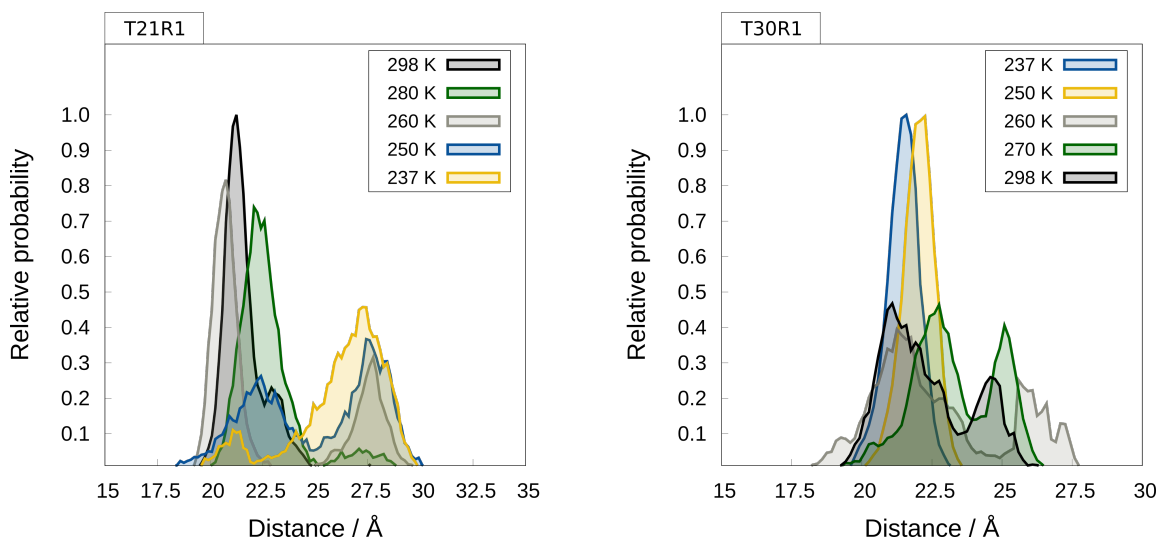 T21R1
298 K
280 K
260 K
250 K
237 K
Relative probability
1.0
0.9
0.8
0.7
0.6
0.5
0.4
0.3
0.2
0.1
15 17.5 20 22.5 25 27.5 30 32.5 35
Distance / Å
T30R1
237 K
250 K
260 K
270 K
298 K
Relative probability
1.0
0.9
0.8
0.7
0.6
0.5
0.4
0.3
0.2
0.1
15 17.5 20 22.5 25 27.5 30
Distance / Å